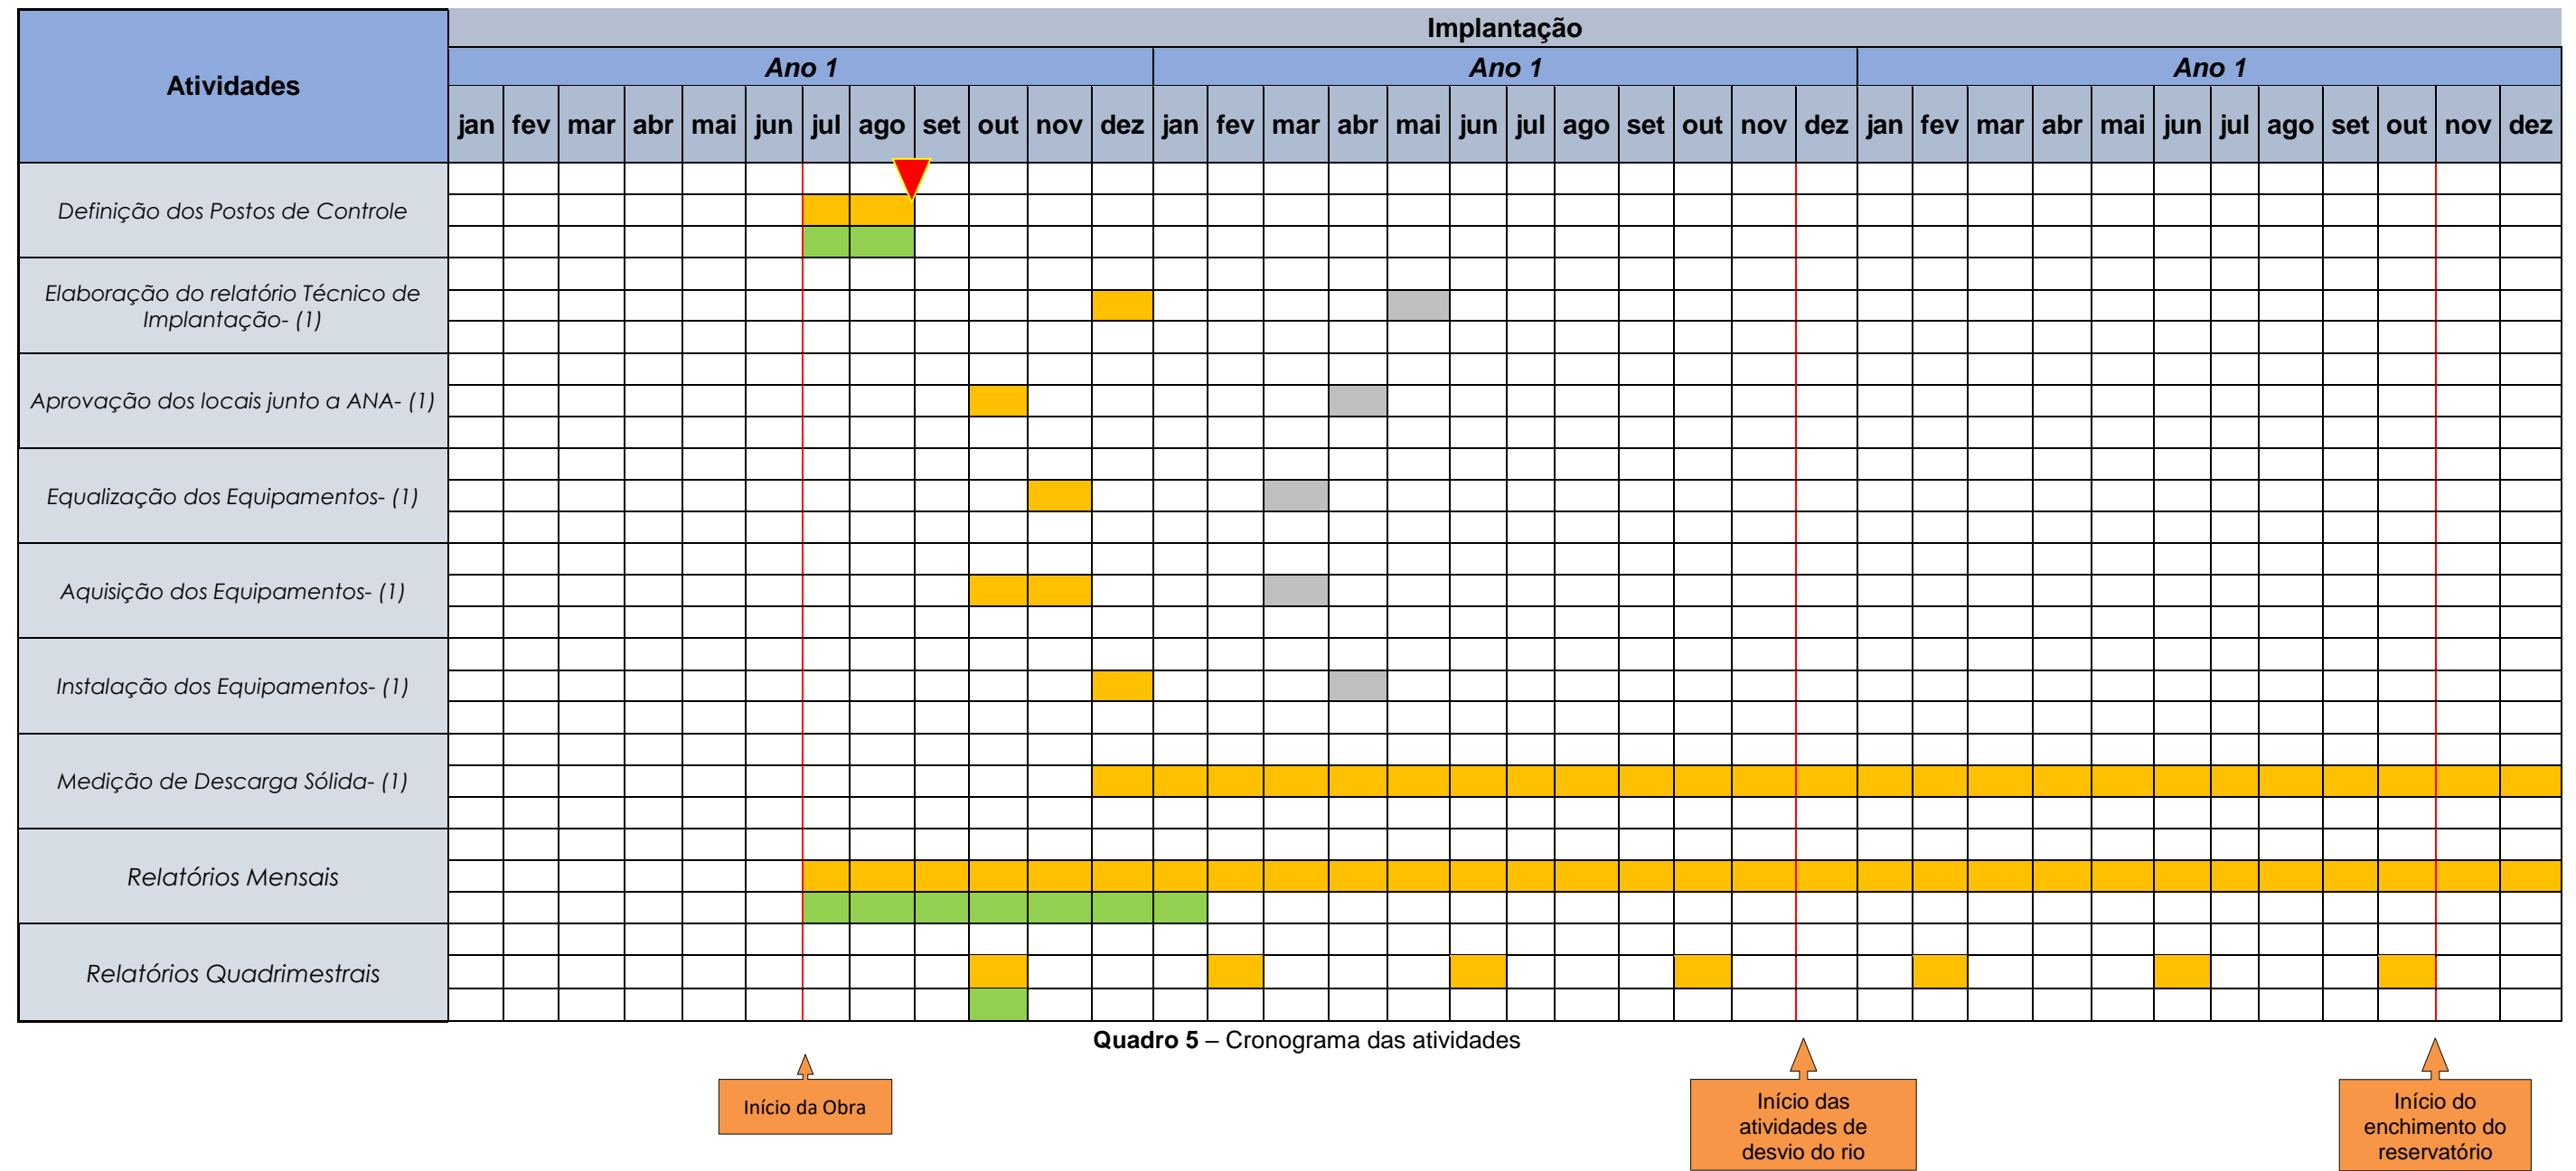 Atividades
Implantação
Ano 1 Ano 1 Ano 1
jan fev mar abr mai jun jul ago set out nov dez jan fev mar abr mai jun jul ago set out nov dez jan fev mar abr mai jun jul ago set out nov dez
Definição dos Postos de Controle
Elaboração do relatório Técnico de
Implantação- (1)
Aprovação dos locais junto a ANA- (1)
Equalização dos Equipamentos- (1)
Aquisição dos Equipamentos- (1)
Instalação dos Equipamentos- (1)
Medição de Descarga Sólida- (1)
Relatórios Mensais
Relatórios Quadrimestrais
Quadro 5 – Cronograma das atividades
Início da Obra
Início das
atividades de
desvio do rio
Início do
enchimento do
reservatório